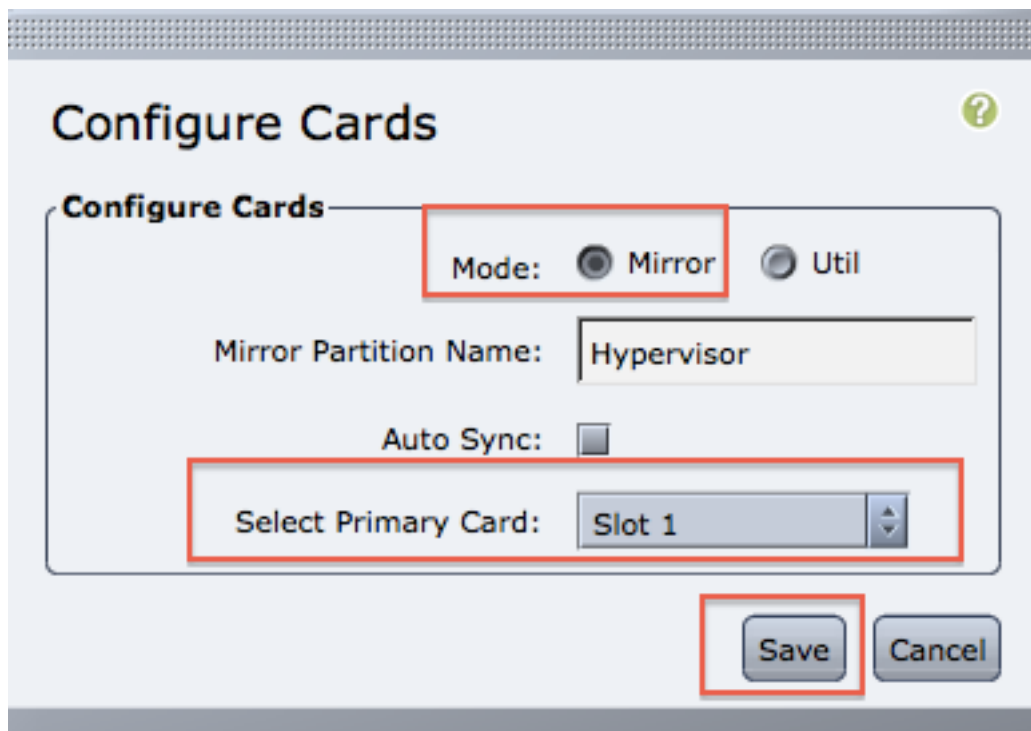 Configure Cards
?
Configure Cards
Mode: Mirror Util
Mirror Partition Name: Hypervisor
Auto Sync:
Select Primary Card: Slot 1
Save Cancel